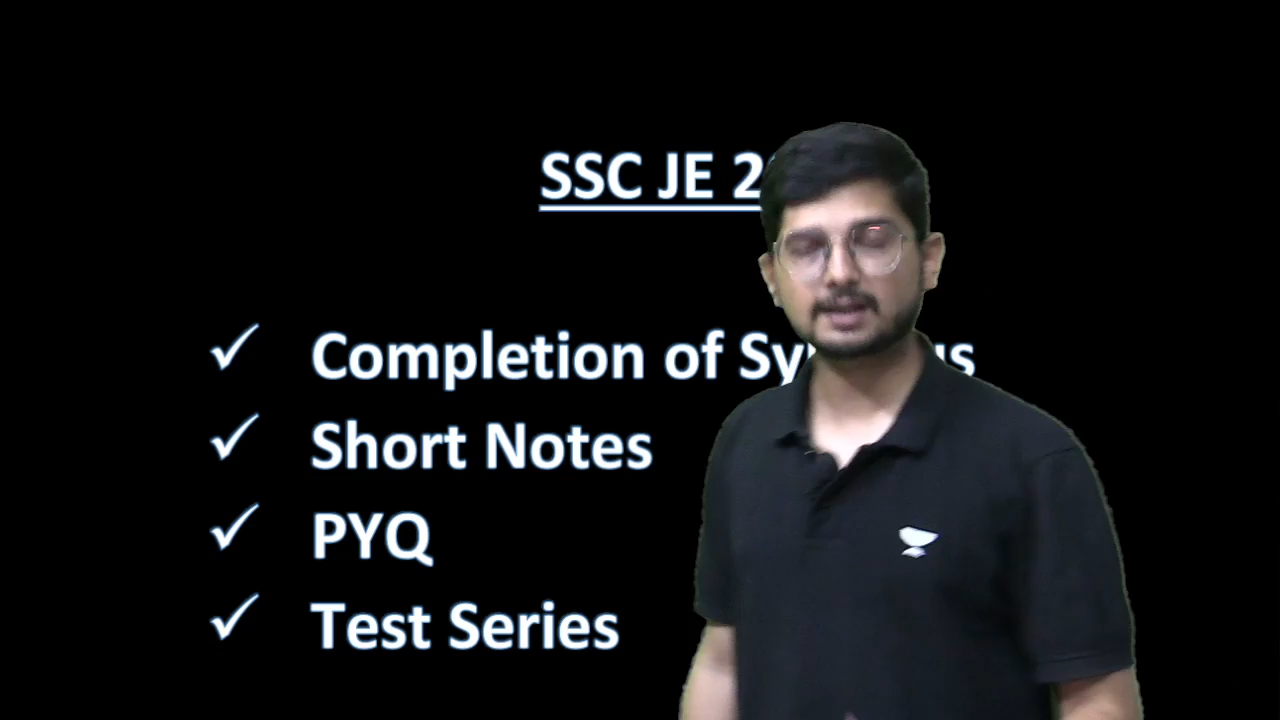 SSC JE
Completion of
Short Notes
PYQ
Test Series